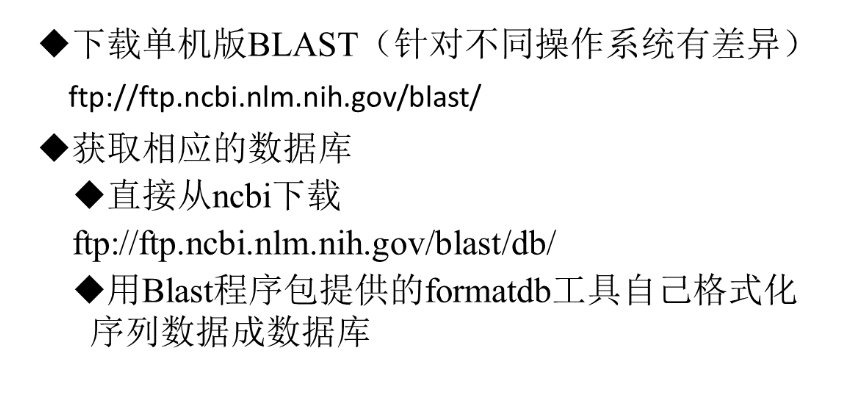 ◆下载单机版BLAST（针对不同操作系统有差异）
ftp://ftp.ncbi.nlm.nih.gov/blast/
◆获取相应的数据库
◆直接从ncbi下载
ftp://ftp.ncbi.nlm.nih.gov/blast/db/
◆用Blast程序包提供的formatdb工具自己格式化
序列数据成数据库